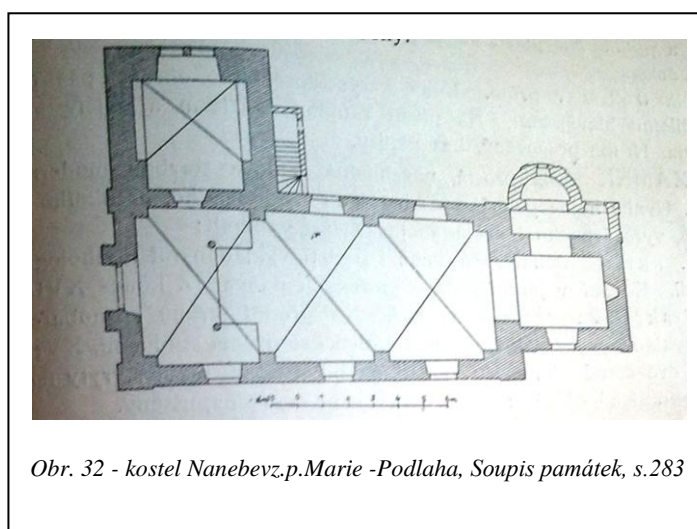 Obr. 32 - kostel Nanebevz.p.Marie -Podlaha, Soupis památek, s.283